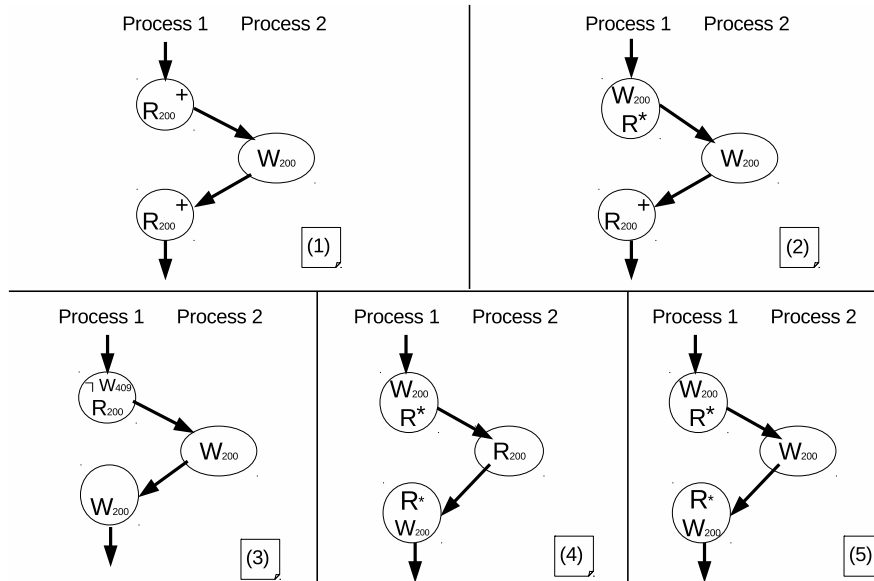 Process 1 Process 2
R200+
W200
R200+
(1)
Process 1 Process 2
W200
R*
W200
R200+
(2)
Process 1 Process 2
¬ W409
R200
W200
W200
(3)
Process 1 Process 2
W200
R*
R200
R*
W200
(4)
Process 1 Process 2
W200
R*
W200
R*
W200
(5)